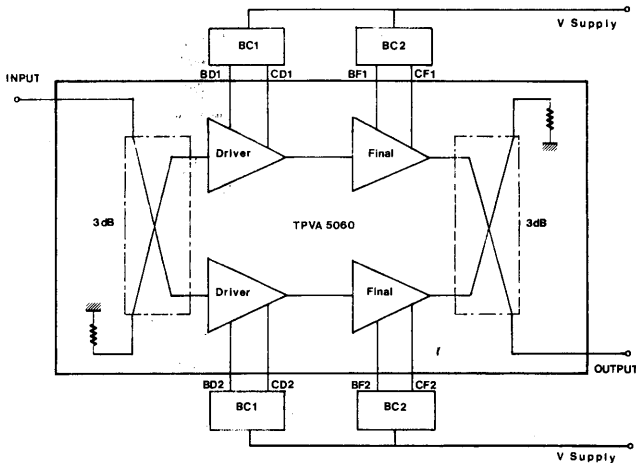 V Supply
BC1 BC2
BD1 CD1 BF1 CF1
INPUT
Driver Final
3dB TPVA 5060 3dB
Driver Final
OUTPUT
BD2 CD2 BF2 CF2
BC1 BC2
V Supply